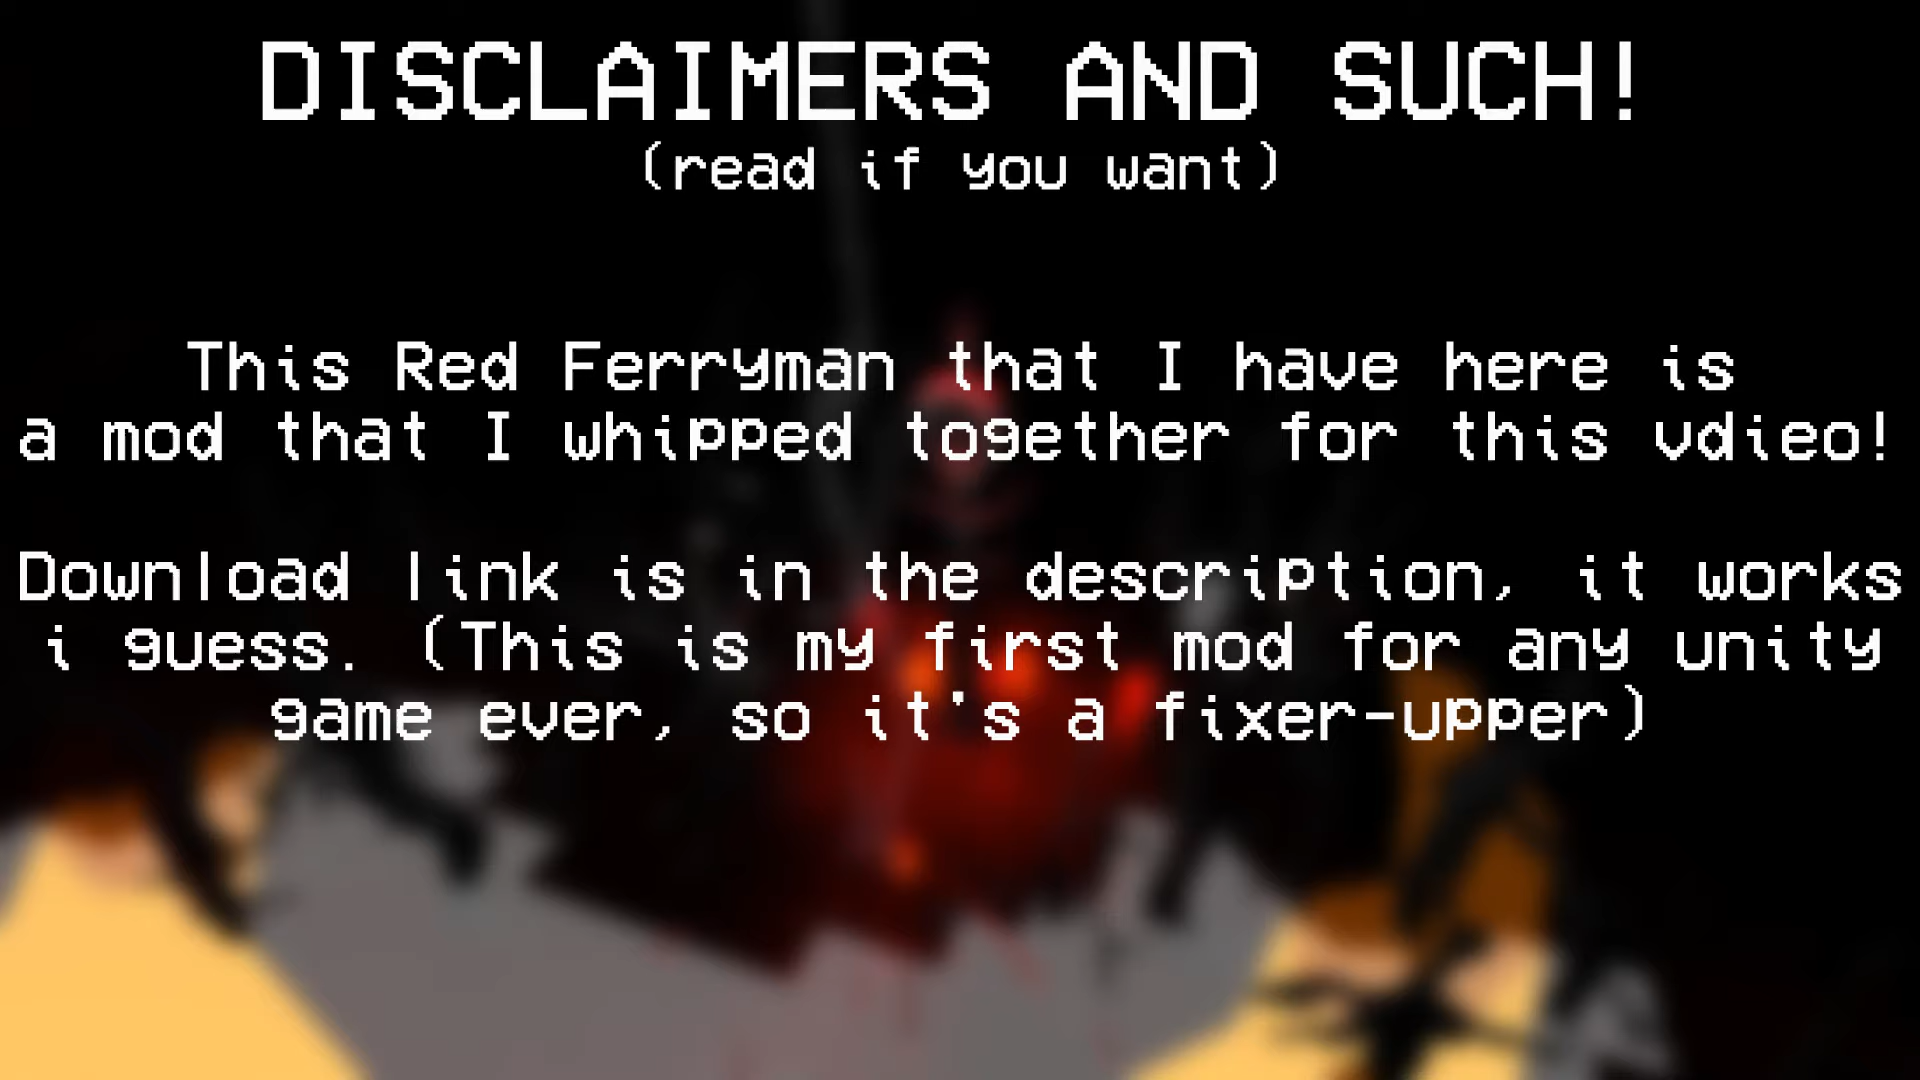 DISCLAIMERS AND SUCH!
(read if you want)
This Red Ferryman that I have here is
a mod that I whipped together for this vdieo!
Download link is in the description, it works
i guess. (This is my first mod for any unity
game ever, so it's a fixer-upper)